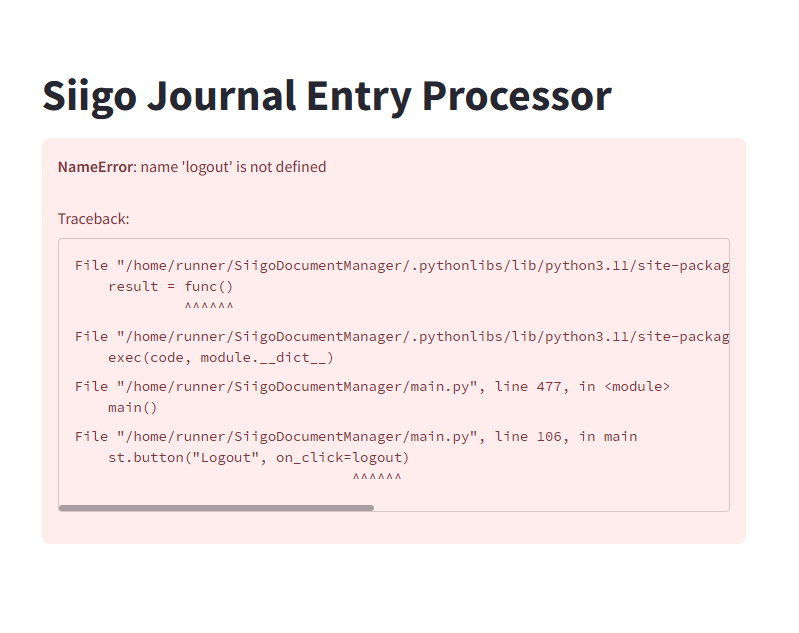 Siigo Journal Entry Processor
NameError: name 'logout' is not defined
Traceback:
File "/home/runner/SiigoDocumentManager/.pythonlibs/lib/python3.11/site-packag
result = func()
^^^^^^
File "/home/runner/SiigoDocumentManager/.pythonlibs/lib/python3.11/site-packag
exec(code, module.__dict__)
File "/home/runner/SiigoDocumentManager/main.py", line 477, in <module>
main()
File "/home/runner/SiigoDocumentManager/main.py", line 106, in main
st.button("Logout", on_click=logout)
^^^^^^